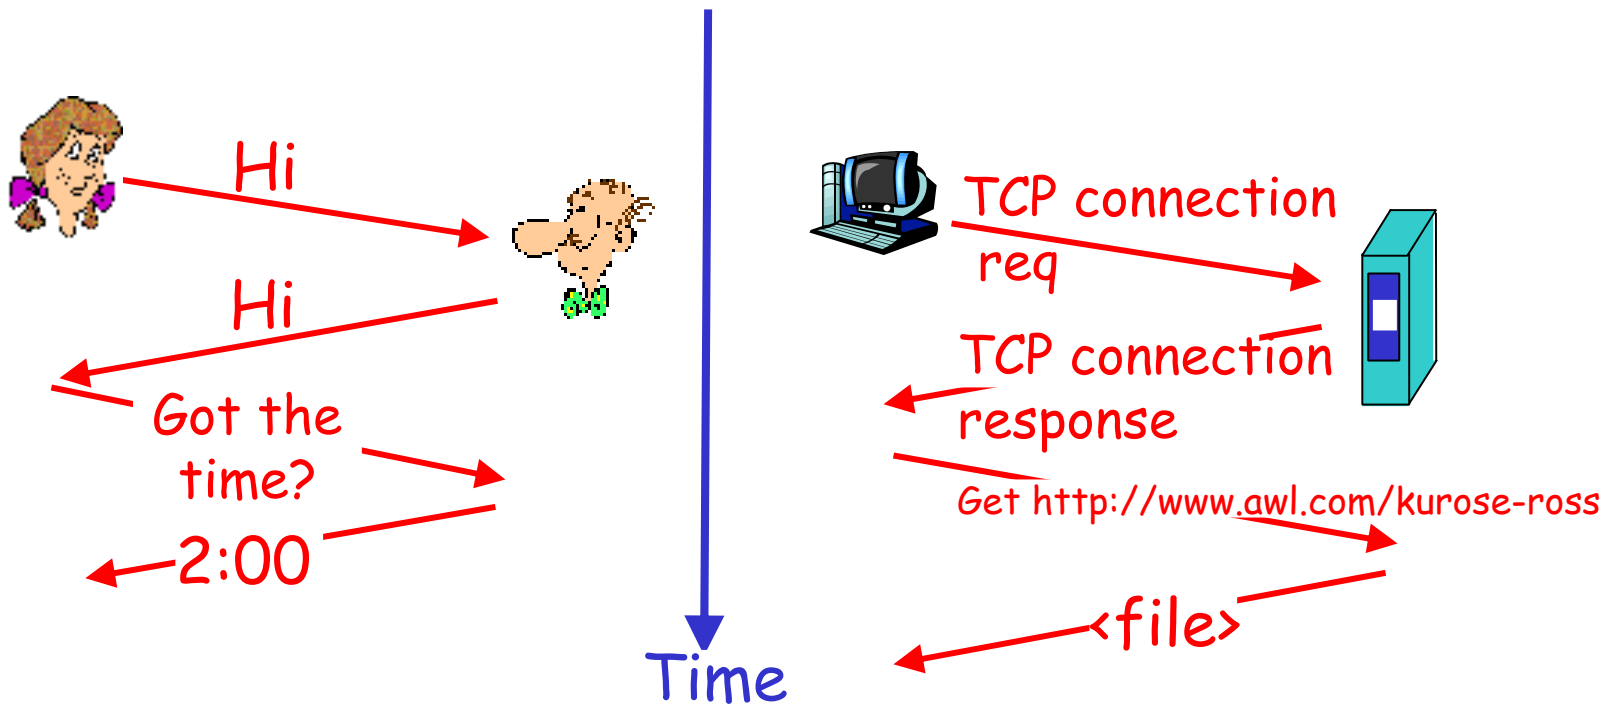 Hi
Hi
Got the
time?
2:00
Time
TCP connection
req
TCP connection
response
Get http://www.awl.com/kurose-ross
<file>